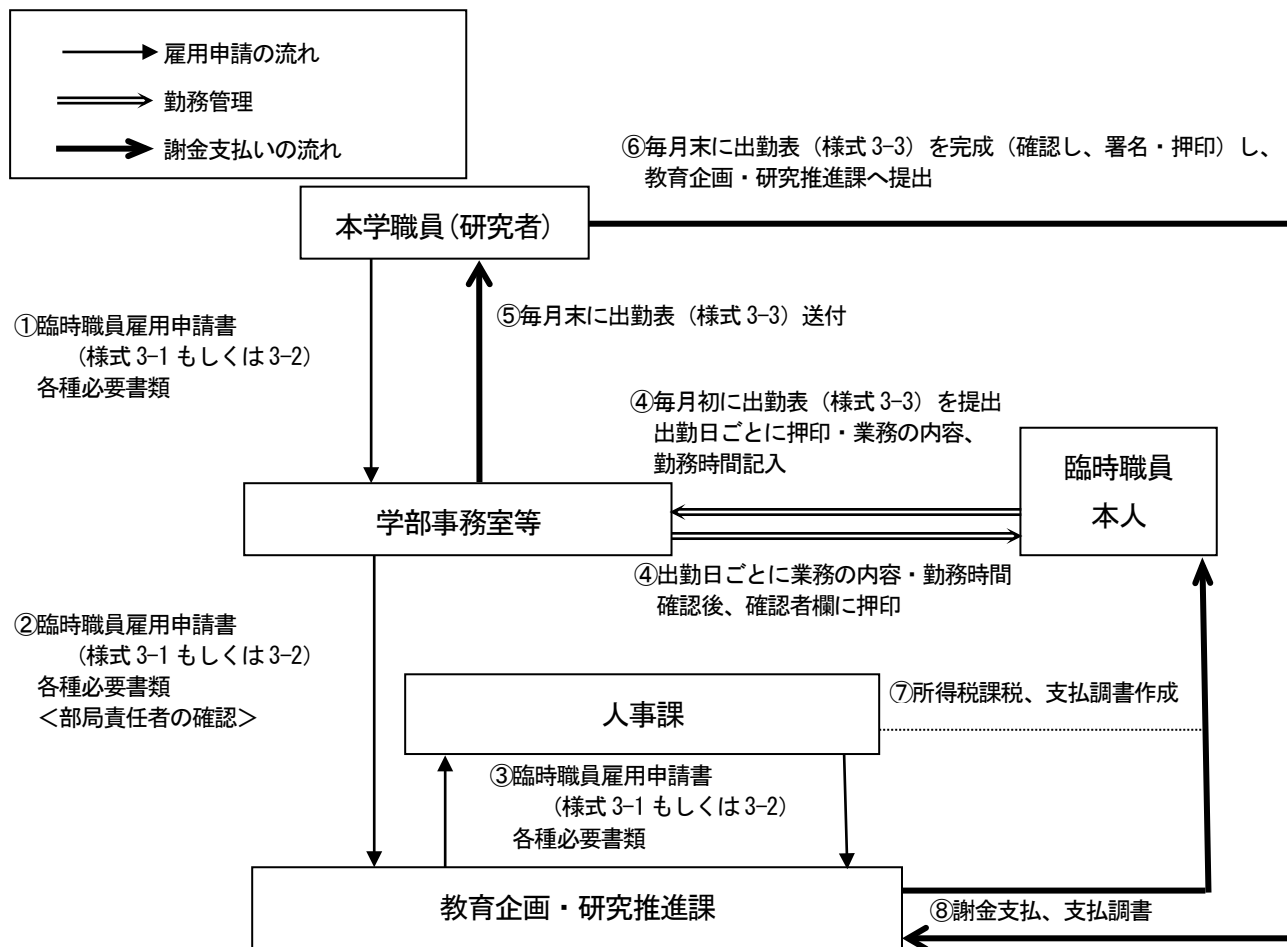 雇用申請の流れ
勤務管理
謝金支払いの流れ
⑥毎月末に出勤表（様式 3-3）を完成（確認し、署名・押印）し、
教育企画・研究推進課へ提出
本学職員（研究者）
①臨時職員雇用申請書
（様式 3-1 もしくは 3-2）
各種必要書類
⑤毎月末に出勤表（様式 3-3）送付
④毎月初に出勤表（様式 3-3）を提出
出勤日ごとに押印・業務の内容、
勤務時間記入
臨時職員
本人
学部事務室等
④出勤日ごとに業務の内容・勤務時間
確認後、確認者欄に押印
②臨時職員雇用申請書
（様式 3-1 もしくは 3-2）
各種必要書類
＜部局責任者の確認＞
人事課
⑦所得税課税、支払調書作成
③臨時職員雇用申請書
（様式 3-1 もしくは 3-2）
各種必要書類
教育企画・研究推進課
⑧謝金支払、支払調書